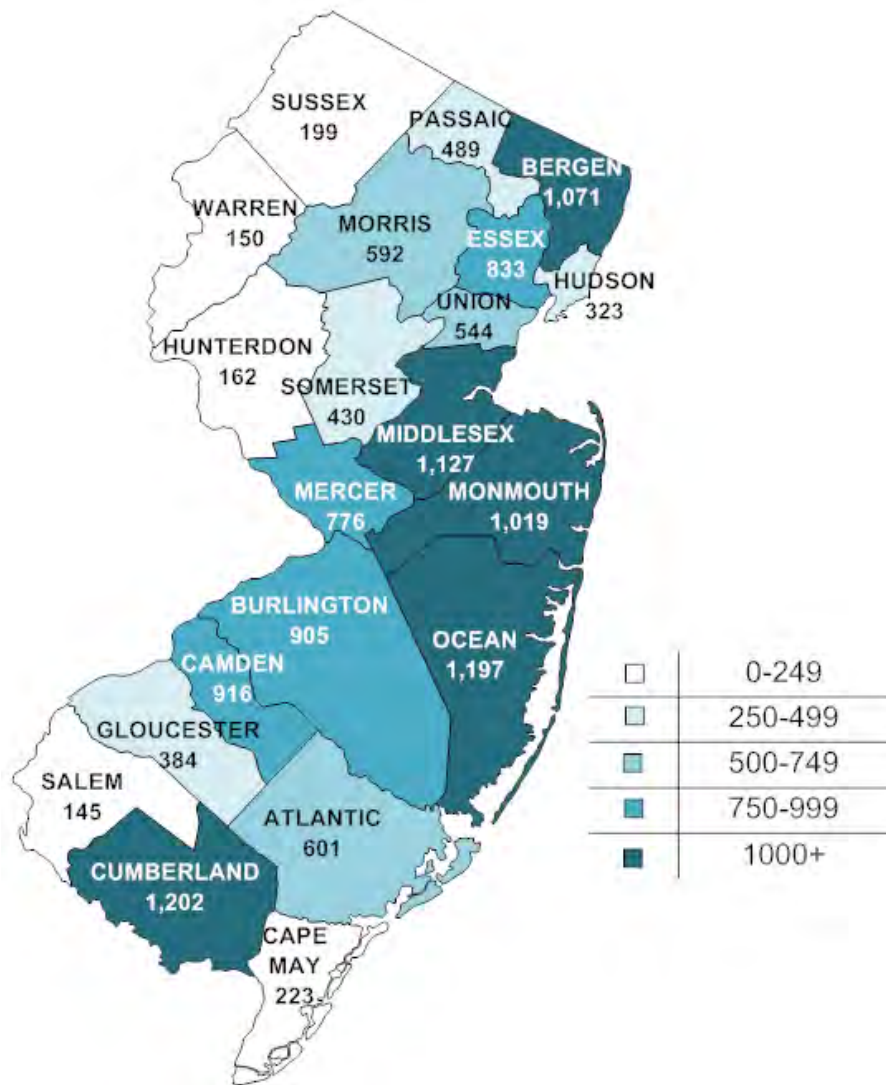 SUSSEX
199
PASSAIC
489
BERGEN
1,071
WARREN
150
MORRIS
592
ESSEX
833
HUDSON
323
UNION
544
HUNTERDON
162
SOMERSET
430
MIDDLESEX
1,127
MERCER
776
MONMOUTH
1,019
BURLINGTON
905
OCEAN
1,197
CAMDEN
916
GLOUCESTER
384
SALEM
145
ATLANTIC
601
CUMBERLAND
1,202
CAPE
MAY
223
0-249
250-499
500-749
750-999
1000+